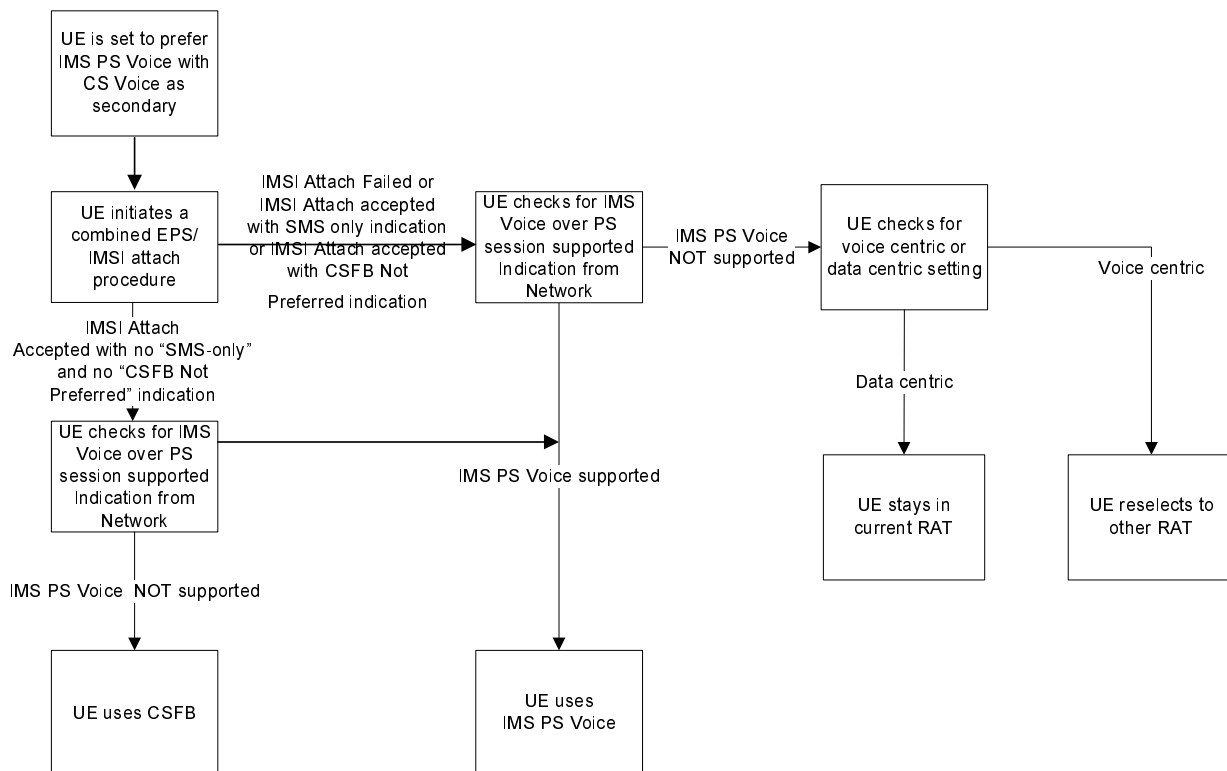 UE is set to prefer
IMS PS Voice with
CS Voice as
secondary
UE initiates a
combined EPS/
IMSI attach
procedure
IMSI Attach Failed or
IMSI Attach accepted
with SMS only indication
or IMSI Attach accepted
with CSFB Not
Preferred indication
UE checks for IMS
Voice over PS
session supported
Indication from
Network
IMS PS Voice
NOT supported
UE checks for
voice centric or
data centric setting
Voice centric
IMSI Attach
Accepted with no “SMS-only”
and no “CSFB Not
Preferred” indication
Data centric
UE checks for IMS
Voice over PS
session supported
Indication from
Network
IMS PS Voice supported
UE stays in
current RAT
UE reselects to
other RAT
IMS PS Voice NOT supported
UE uses CSFB
UE uses
IMS PS Voice